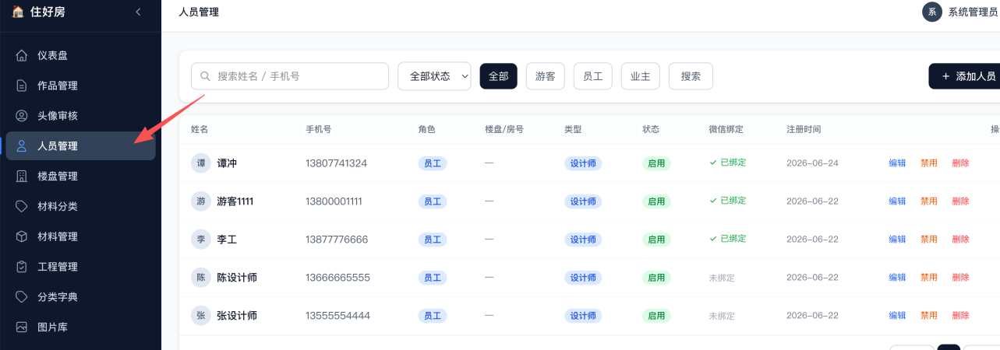 住好房
人员管理
系 系统管理员
仪表盘
作品管理
头像审核
人员管理
楼盘管理
材料分类
材料管理
工程管理
分类字典
图片库
搜索姓名 / 手机号 全部状态 全部 游客 员工 业主 搜索 + 添加人员
姓名 手机号 角色 楼盘/房号 类型 状态 微信绑定 注册时间
谭 谭冲 13807741324 员工 — 设计师 启用 ✓ 已绑定 2026-06-24 编辑 禁用 删除
游 游客1111 13800001111 员工 — 设计师 启用 ✓ 已绑定 2026-06-22 编辑 禁用 删除
李 李工 13877776666 员工 — 设计师 启用 ✓ 已绑定 2026-06-22 编辑 禁用 删除
陈 陈设计师 13666665555 员工 — 设计师 启用 未绑定 2026-06-22 编辑 禁用 删除
张 张设计师 13555554444 员工 — 设计师 启用 未绑定 2026-06-22 编辑 禁用 删除